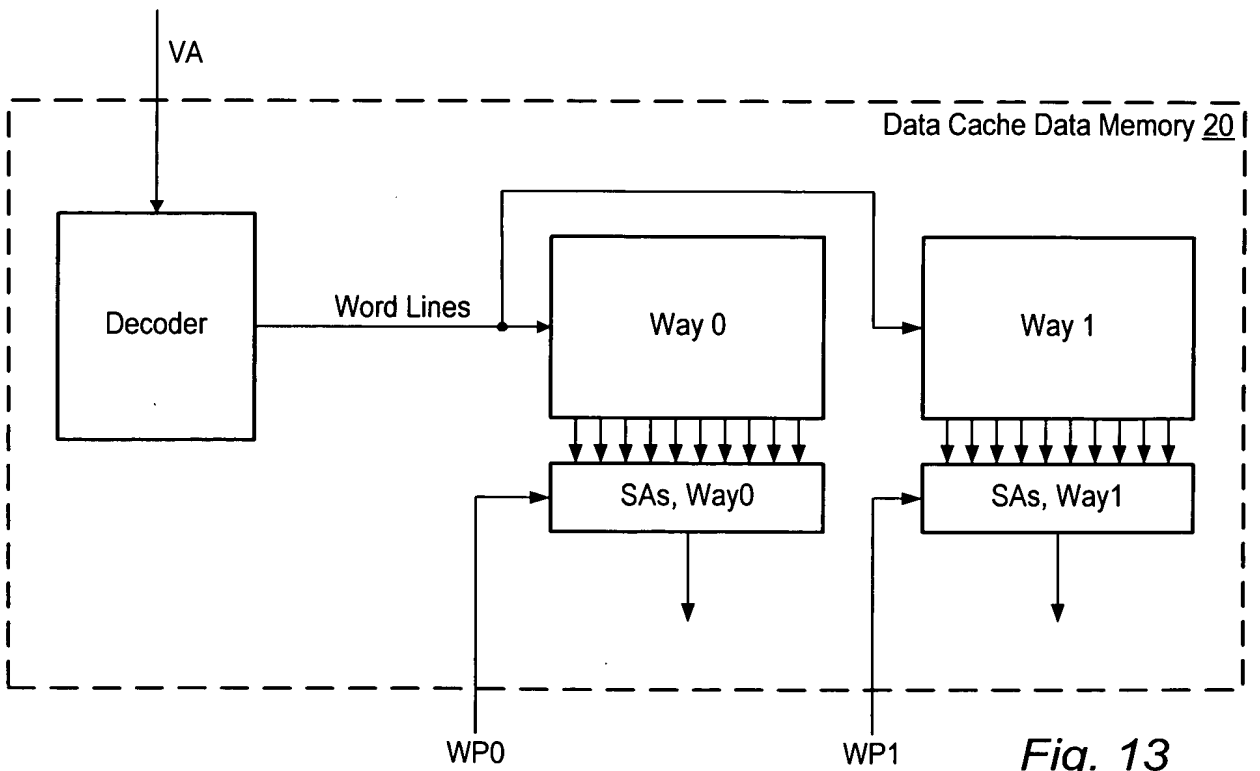 VA
Data Cache Data Memory 20
Decoder
Word Lines
Way 0
Way 1
SAs, Way0
SAs, Way1
WP0
WP1
Fig. 13